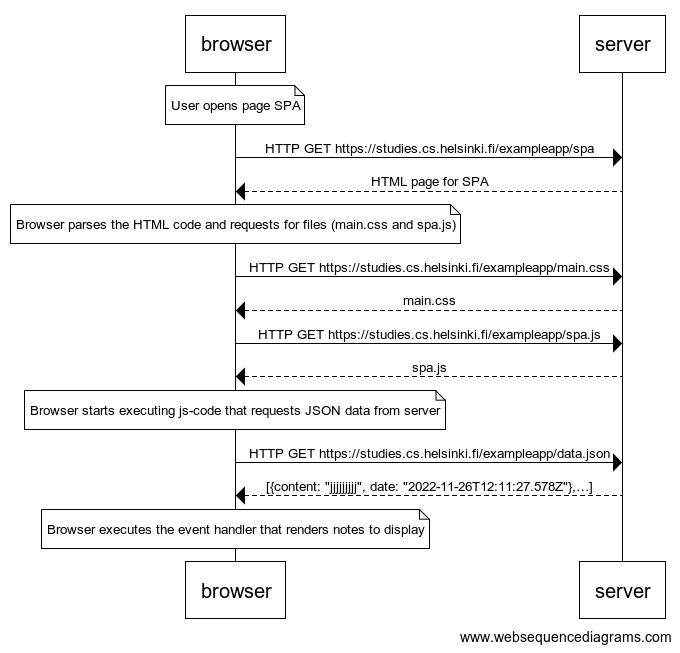 browser
server
User opens page SPA
HTTP GET https://studies.cs.helsinki.fi/exampleapp/spa
HTML page for SPA
Browser parses the HTML code and requests for files (main.css and spa.js)
HTTP GET https://studies.cs.helsinki.fi/exampleapp/main.css
main.css
HTTP GET https://studies.cs.helsinki.fi/exampleapp/spa.js
spa.js
Browser starts executing js-code that requests JSON data from server
HTTP GET https://studies.cs.helsinki.fi/exampleapp/data.json
[{content: "jjjjjjjjj", date: "2022-11-26T12:11:27.578Z"},...]
Browser executes the event handler that renders notes to display
browser
server
www.websequencediagrams.com